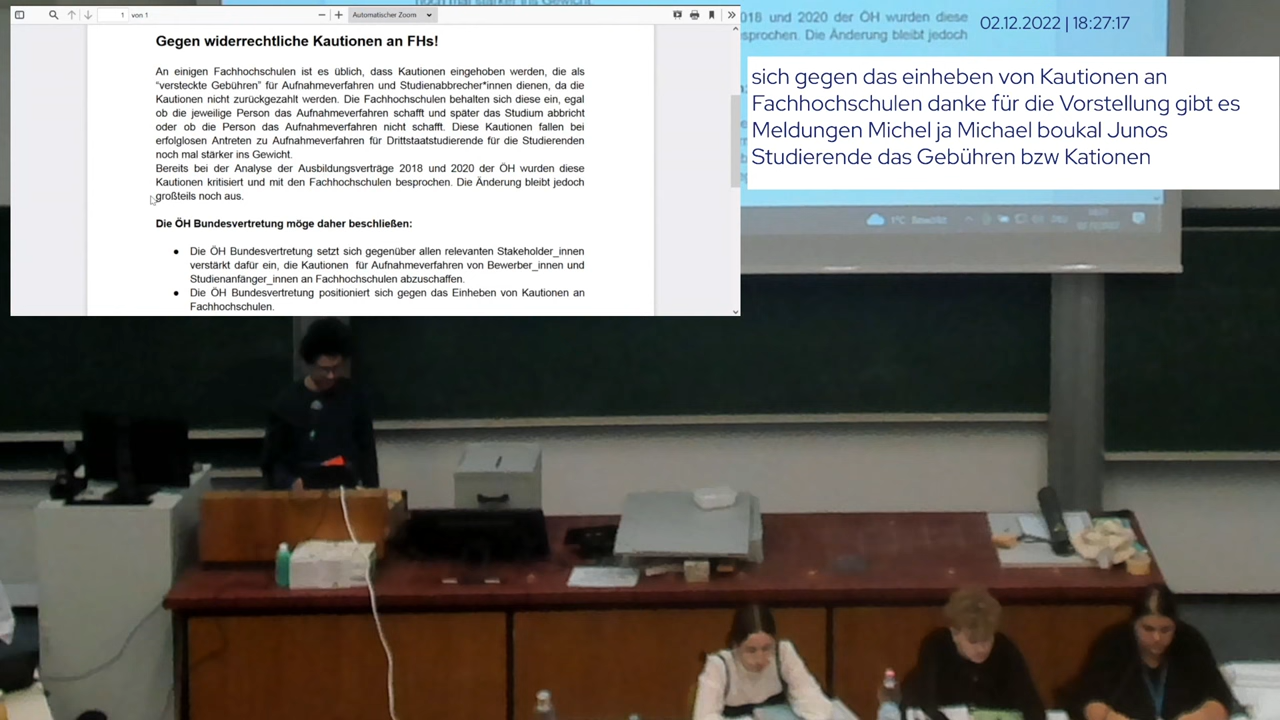 1 von 1
Automatischer Zoom
Gegen widerrechtliche Kautionen an FHs!
An einigen Fachhochschulen ist es üblich, dass Kautionen eingehoben werden, die als
“versteckte Gebühren” für Aufnahmeverfahren und Studienabbrecher*innen dienen, da die
Kautionen nicht zurückgezahlt werden. Die Fachhochschulen behalten sich diese ein, egal
ob die jeweilige Person das Aufnahmeverfahren schafft und später das Studium abbricht
oder ob die Person das Aufnahmeverfahren nicht schafft. Diese Kautionen fallen bei
erfolglosen Antreten zu Aufnahmeverfahren für Drittstaatstudierende für die Studierenden
noch mal stärker ins Gewicht.
Bereits bei der Analyse der Ausbildungsverträge 2018 und 2020 der ÖH wurden diese
Kautionen kritisiert und mit den Fachhochschulen besprochen. Die Änderung bleibt jedoch
großteils noch aus.
Die ÖH Bundesvertretung möge daher beschließen:
● Die ÖH Bundesvertretung setzt sich gegenüber allen relevanten Stakeholder_innen
verstärkt dafür ein, die Kautionen für Aufnahmeverfahren von Bewerber_innen und
Studienanfänger_innen an Fachhochschulen abzuschaffen.
● Die ÖH Bundesvertretung positioniert sich gegen das Einheben von Kautionen an
Fachhochschulen.
018 und 2020 der ÖH wurden diese
sprochen. Die Änderung bleibt jedoch
02.12.2022 | 18:27:17
sich gegen das einheben von Kautionen an
Fachhochschulen danke für die Vorstellung gibt es
Meldungen Michel ja Michael boukal Junos
Studierende das Gebühren bzw Kationen
1°C Bewölkt